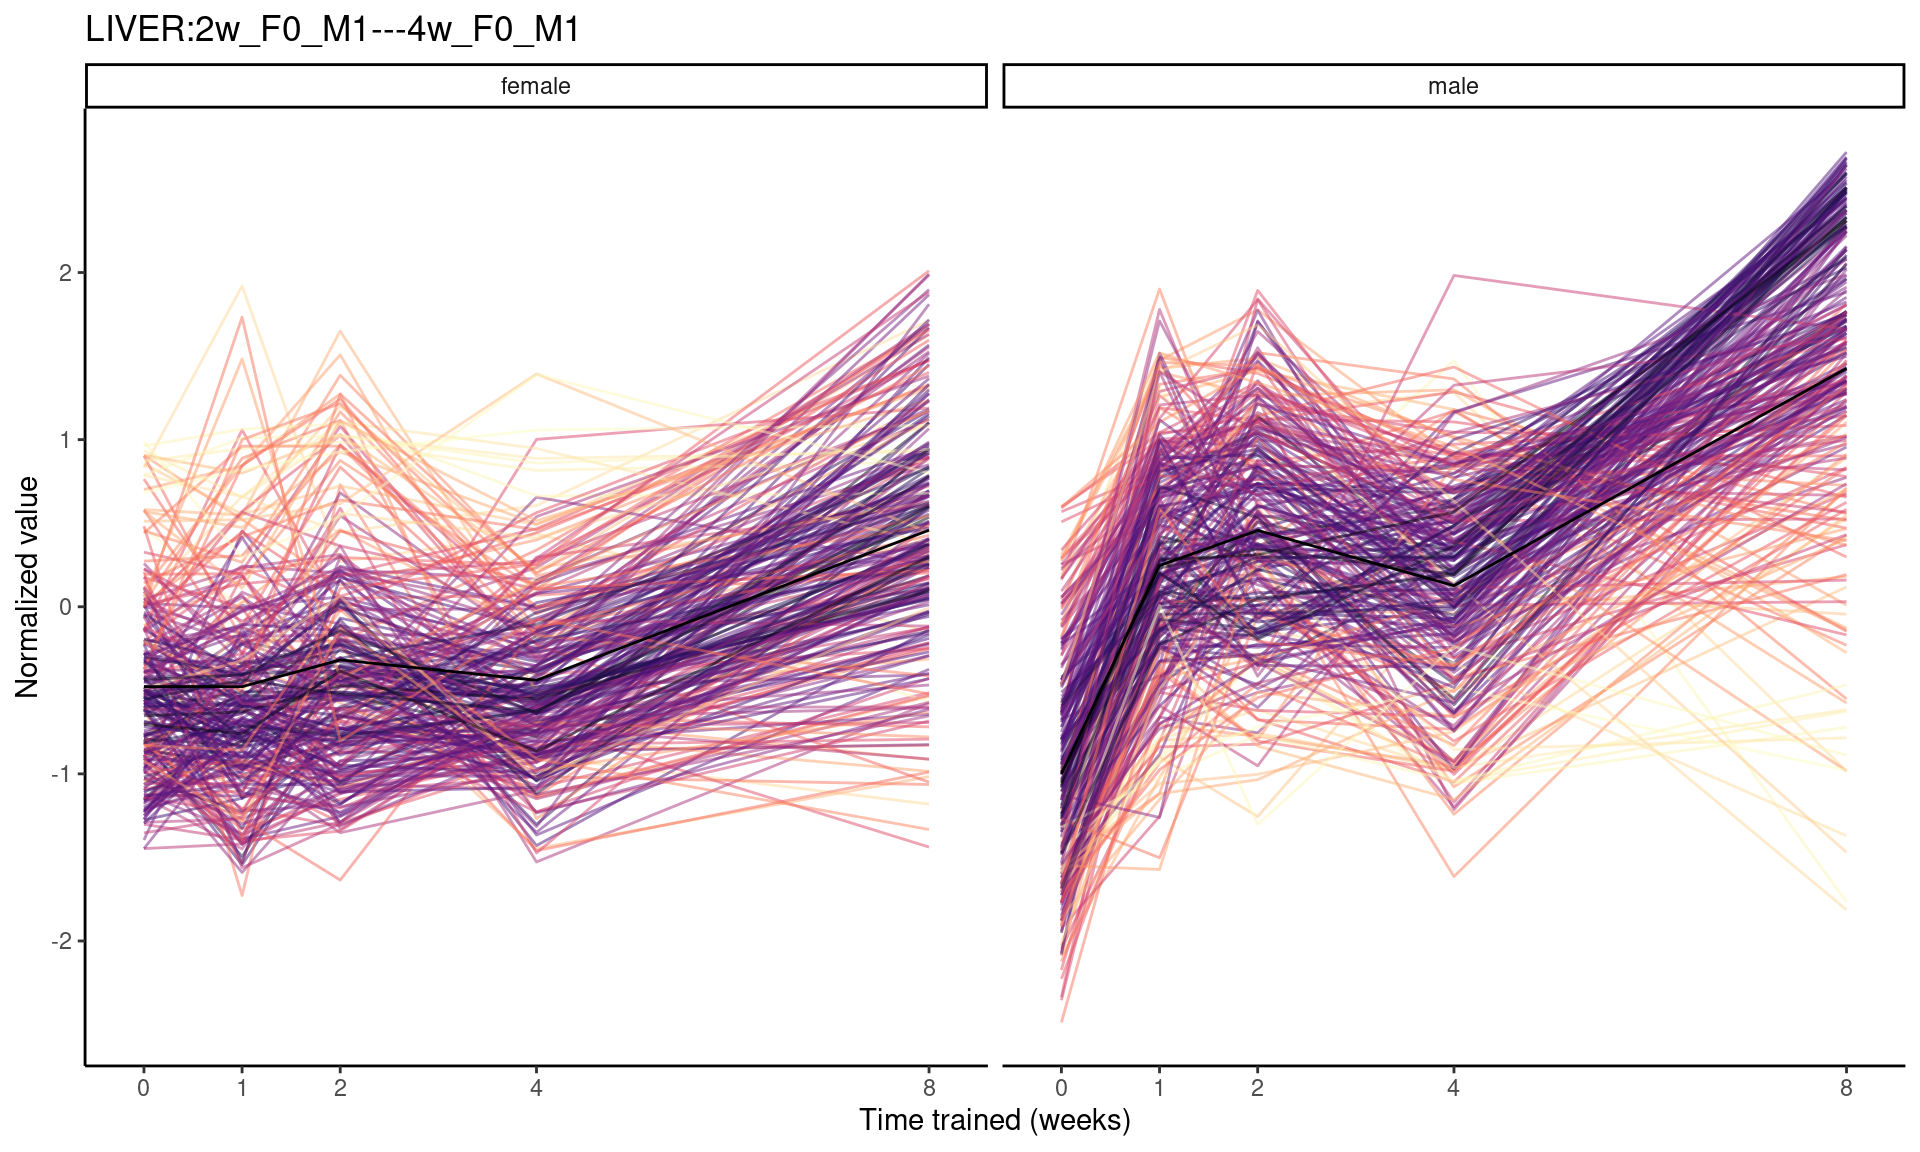 LIVER:2w_F0_M1---4w_F0_M1
female
male
Normalized value
2
1
0
-1
-2
0 1 2 4 8
0 1 2 4 8
Time trained (weeks)